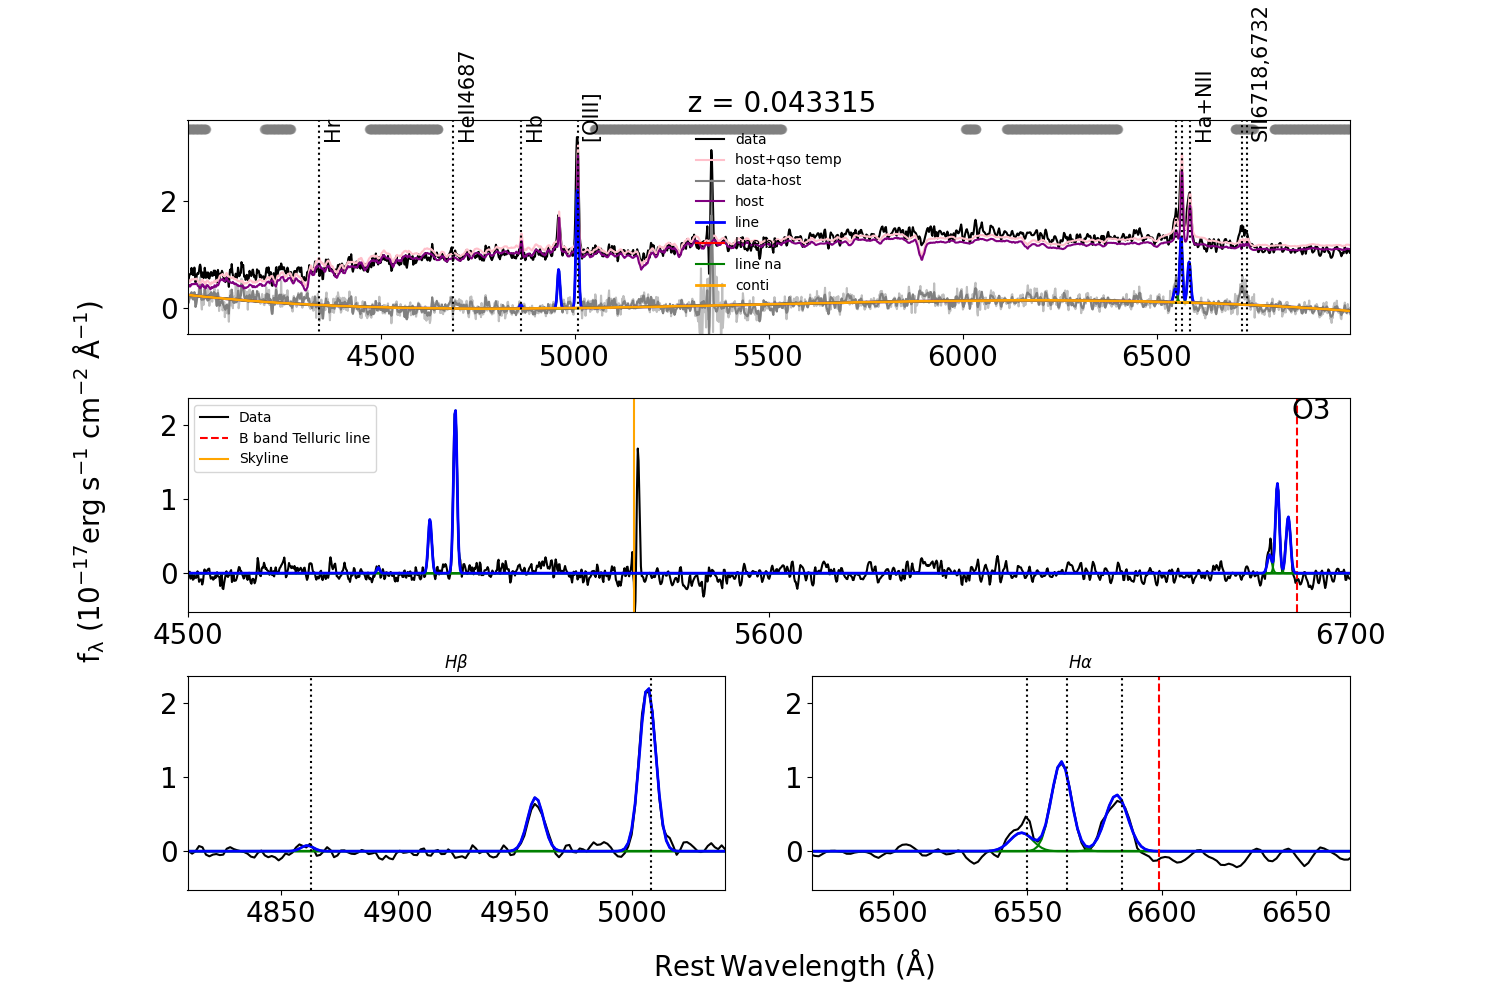 z = 0.043315
Hr
HeII4687
Hb
[OIII]
Ha+NII
SII6718,6732
data
host+qso temp
data-host
host
line
line na
conti
2
0
4500 5000 5500 6000 6500
fλ (10⁻¹⁷erg s⁻¹ cm⁻² Å⁻¹)
Data
B band Telluric line
Skyline
O3
2
1
0
4500 5600 6700
Hβ
2
1
0
4850 4900 4950 5000
Hα
2
1
0
6500 6550 6600 6650
Rest Wavelength (Å)